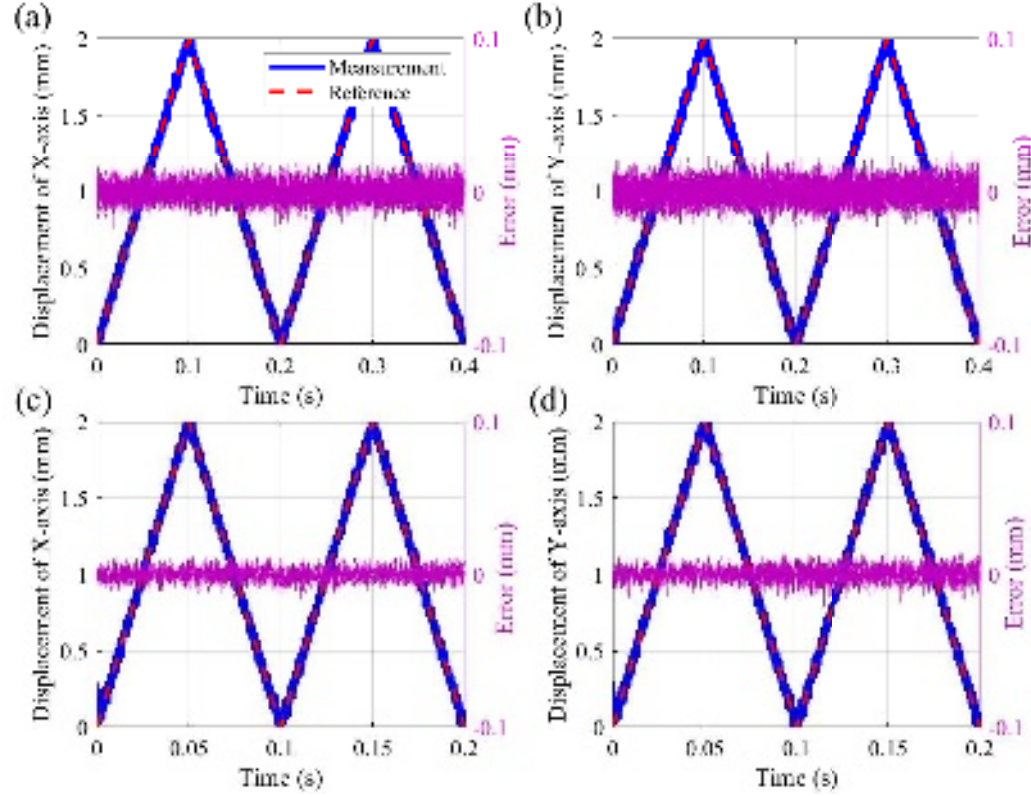 (a)
(b)
2
1.5
1
0.5
0
Displacement of X-axis (mm)
Measurement
Reference
0.1
0
-0.1
Error (mm)
0 0.1 0.2 0.3 0.4
Time (s)
2
1.5
1
0.5
0
Displacement of Y-axis (mm)
0.1
0
-0.1
Error (mm)
0 0.1 0.2 0.3 0.4
Time (s)
(c)
(d)
2
1.5
1
0.5
0
Displacement of X-axis (mm)
0.1
0
-0.1
Error (mm)
0 0.05 0.1 0.15 0.2
Time (s)
2
1.5
1
0.5
0
Displacement of Y-axis (mm)
0.1
0
-0.1
Error (mm)
0 0.05 0.1 0.15 0.2
Time (s)